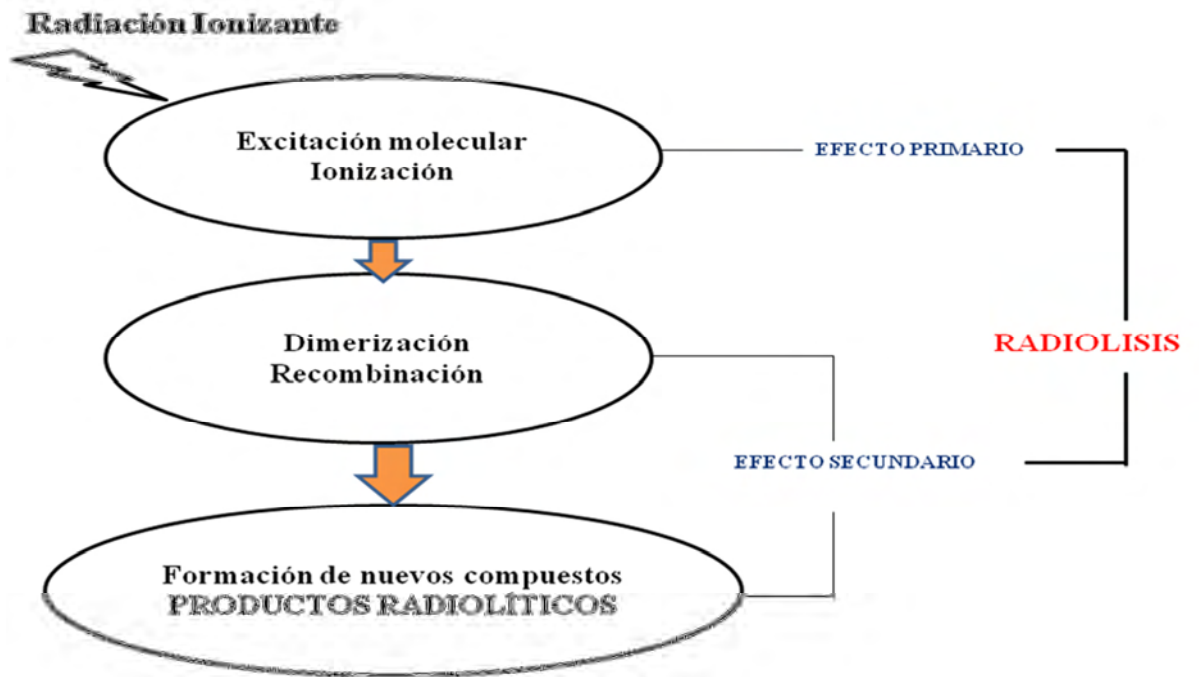 Radiación Ionizante
Excitación molecular
Ionización
EFECTO PRIMARIO
Dimerización
Recombinación
RADIOLISIS
EFECTO SECUNDARIO
Formación de nuevos compuestos
PRODUCTOS RADIOLÍTICOS